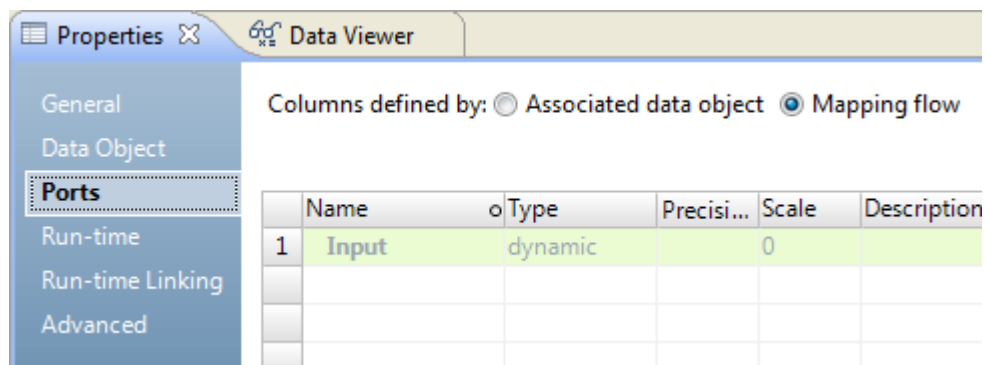 Properties Data Viewer
General
Data Object
Ports
Run-time
Run-time Linking
Advanced
Columns defined by: Associated data object Mapping flow
Name o Type Precisi... Scale Description
1 Input dynamic 0